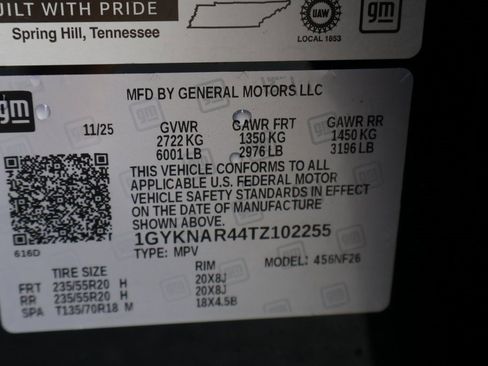 BUILT WITH PRIDE
Spring Hill, Tennessee
UAW
LOCAL 1853
gm
gm
MFD BY GENERAL MOTORS LLC
11/25 GVWR GAWR FRT GAWR RR
2722 KG 1350 KG 1450 KG
6001 LB 2976 LB 3196 LB
THIS VEHICLE CONFORMS TO ALL
APPLICABLE U.S. FEDERAL MOTOR
VEHICLE SAFETY STANDARDS IN EFFECT
ON THE DATE OF MANUFACTURE
SHOWN ABOVE.
1GYKNAR44TZ102255
616D
TYPE: MPV MODEL: 456NF26
TIRE SIZE RIM
FRT 235/55R20 H 20X8J
RR 235/55R20 H 20X8J
SPA T135/70R18 M 18X4.5B